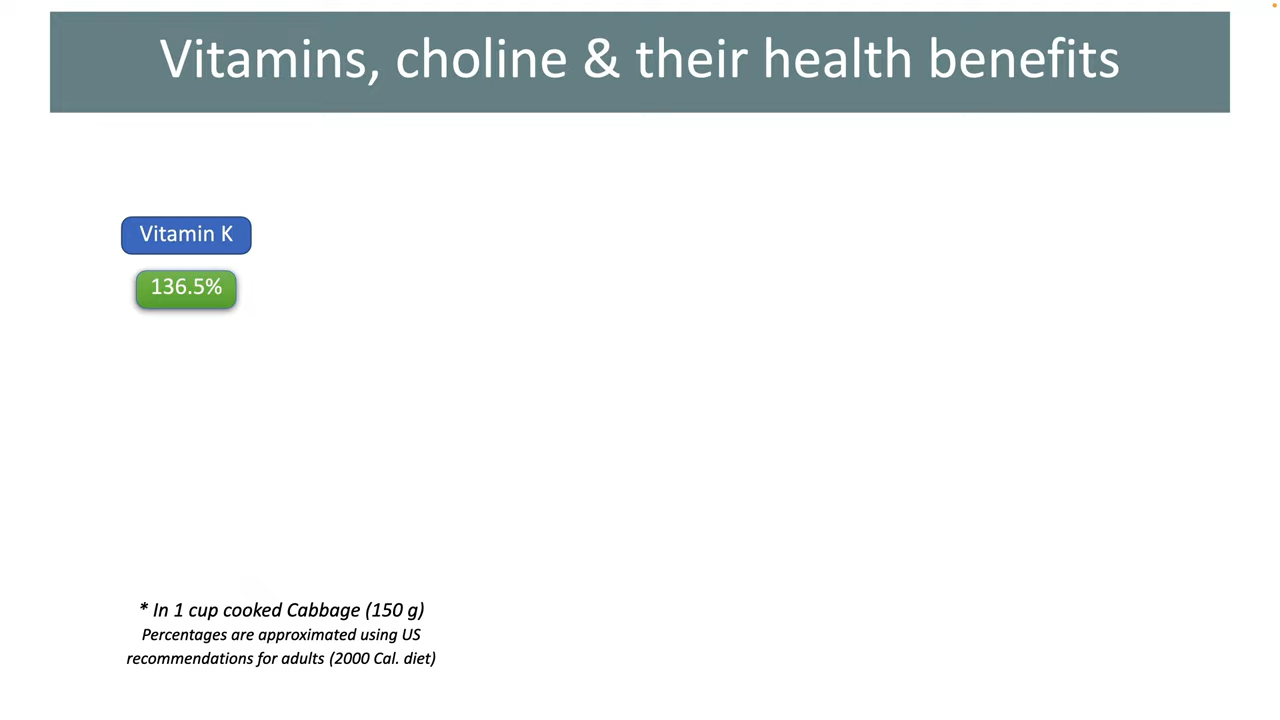 Vitamins, choline & their health benefits
Vitamin K
136.5%
* In 1 cup cooked Cabbage (150 g)
Percentages are approximated using US
recommendations for adults (2000 Cal. diet)